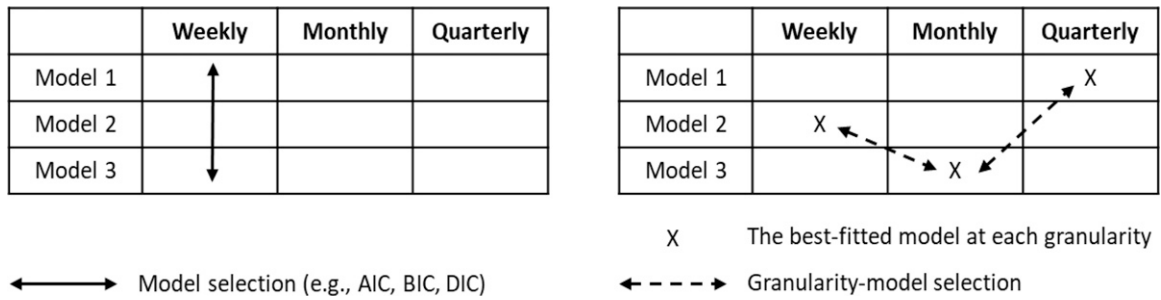 Weekly Monthly Quarterly
Model 1
Model 2
Model 3
Model selection (e.g., AIC, BIC, DIC)
Weekly Monthly Quarterly
Model 1 X
Model 2 X
Model 3 X
X The best-fitted model at each granularity
Granularity-model selection